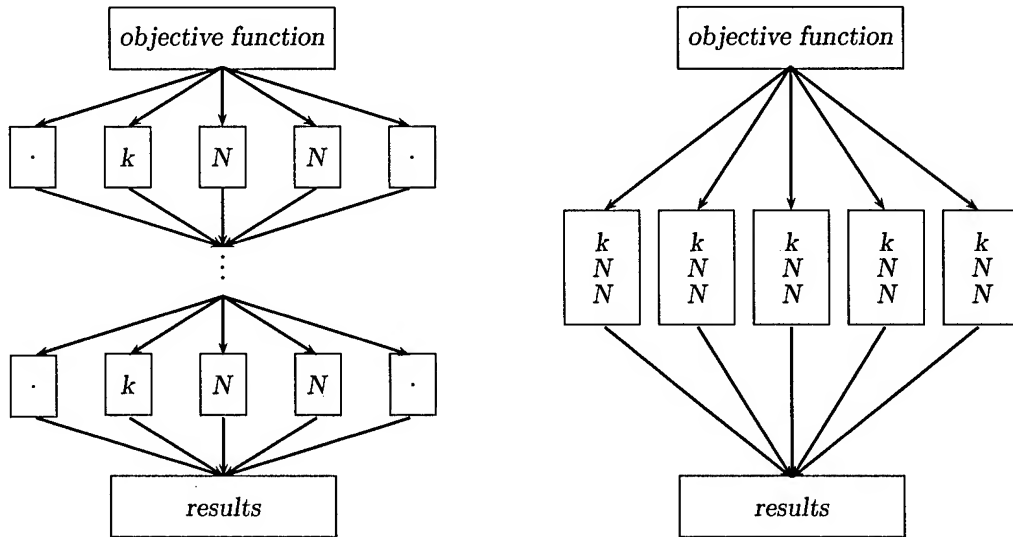 objective function
. k N N .
⋮
. k N N .
results
objective function
k k k k k
N N N N N
N N N N N
results